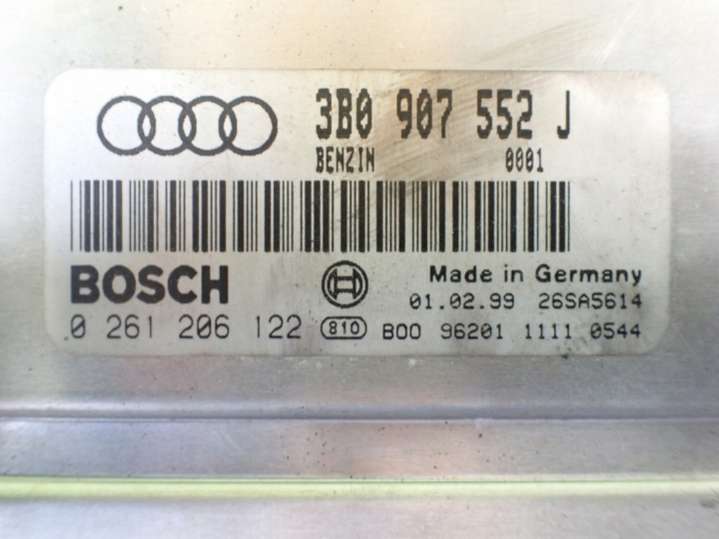 3B0 907 552 J
BENZIN 0001
BOSCH
Made in Germany
01.02.99 26SA5614
0 261 206 122 810 B00 96201 1111 0544